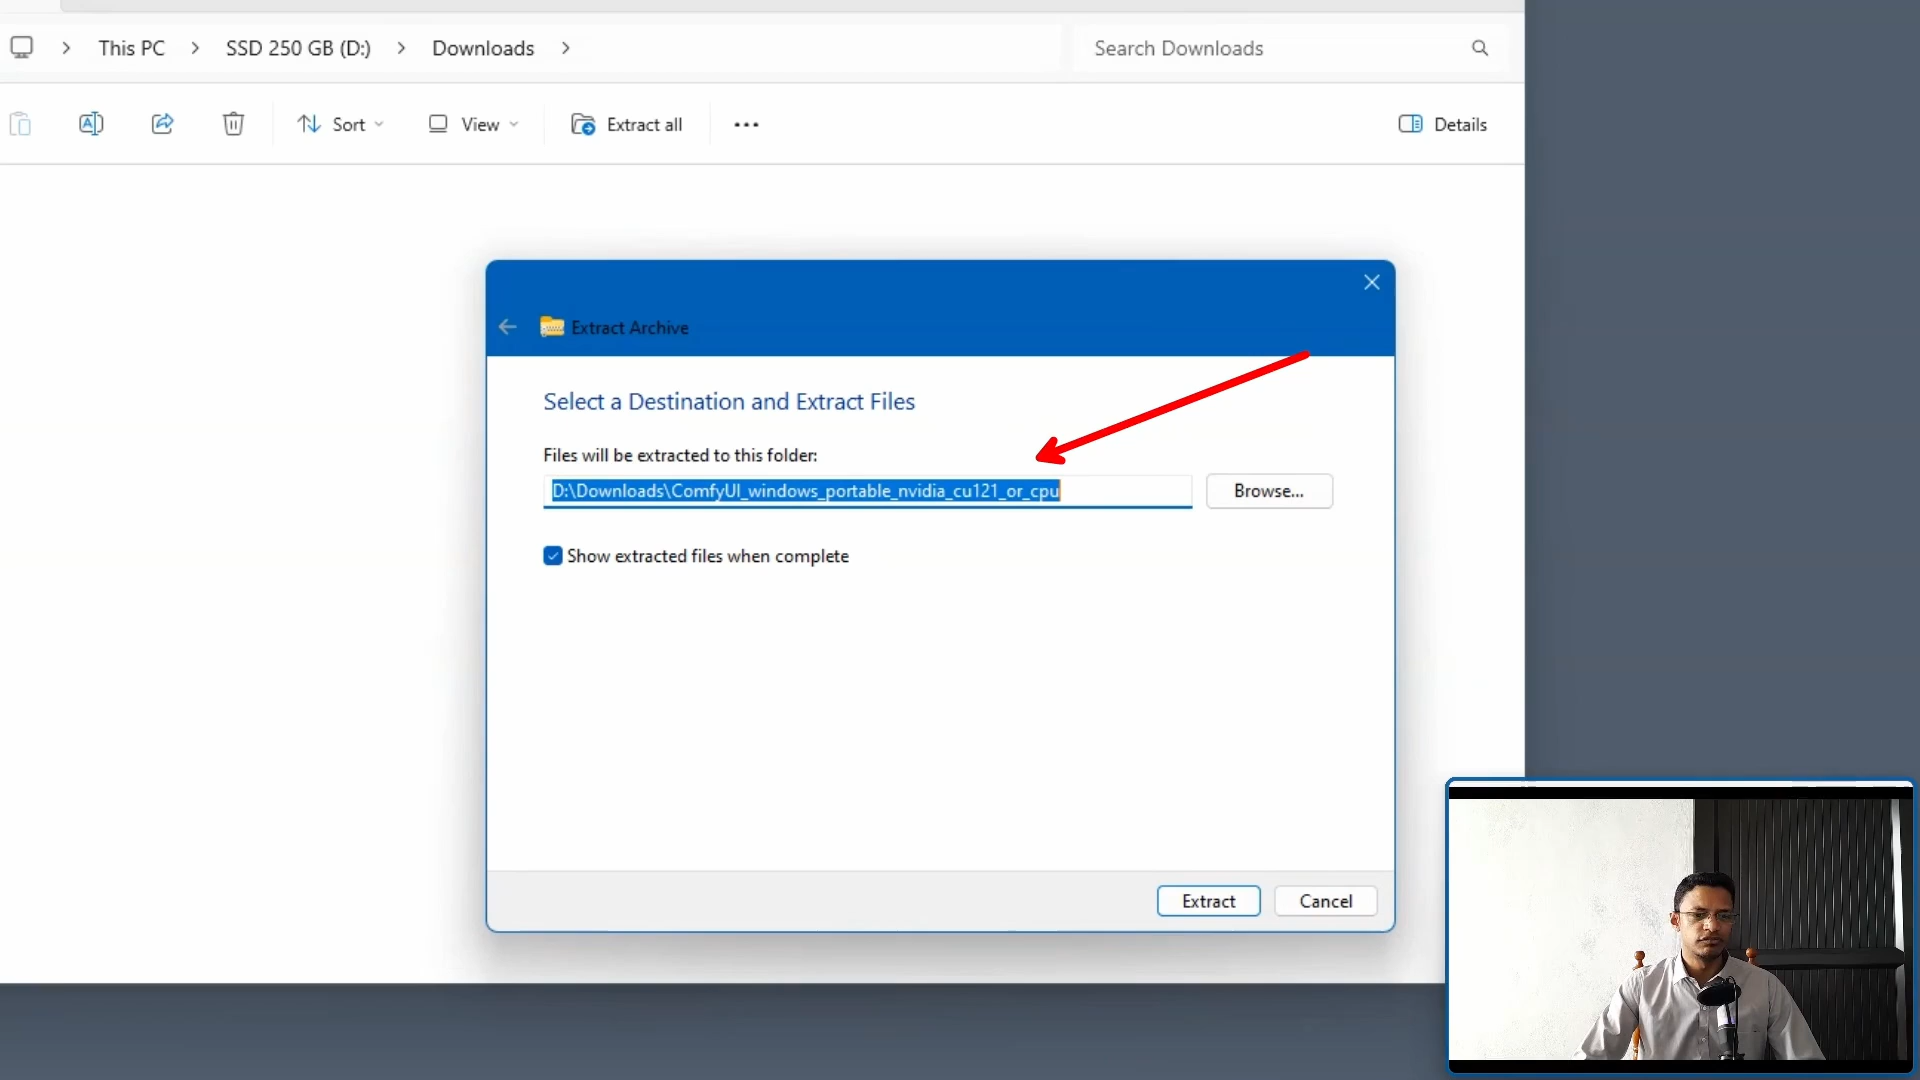 This PC
SSD 250 GB (D:)
Downloads
Search Downloads
Sort
View
Extract all
Details
Extract Archive
Select a Destination and Extract Files
Files will be extracted to this folder:
D:\Downloads\ComfyUI_windows_portable_nvidia_cu121_or_cpu
Browse...
Show extracted files when complete
Extract
Cancel